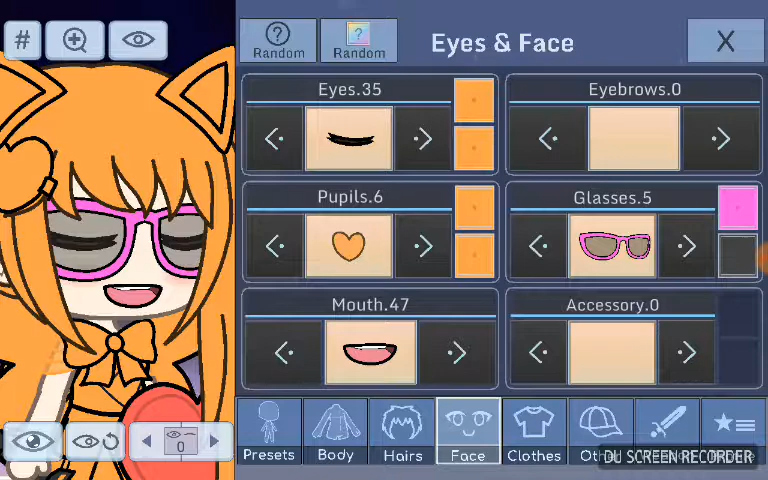 #
Random
Random
Eyes & Face
X
Eyes.35
Eyebrows.0
Pupils.6
Glasses.5
Mouth.47
Accessory.0
0
Presets
Body
Hairs
Face
Clothes
DU SCREEN RECORDER